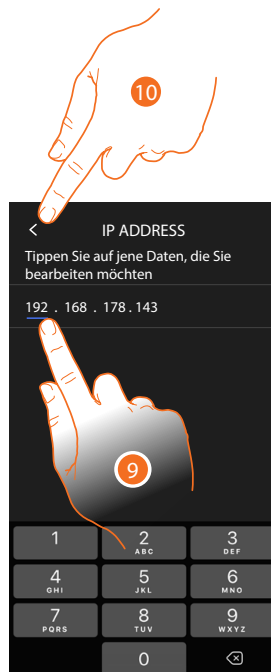 10
< IP ADDRESS
Tippen Sie auf jene Daten, die Sie
bearbeiten möchten
192 . 168 . 178 . 143
9
1 2 3
ABC DEF
4 5 6
GHI JKL MNO
7 8 9
PQRS TUV WXYZ
0